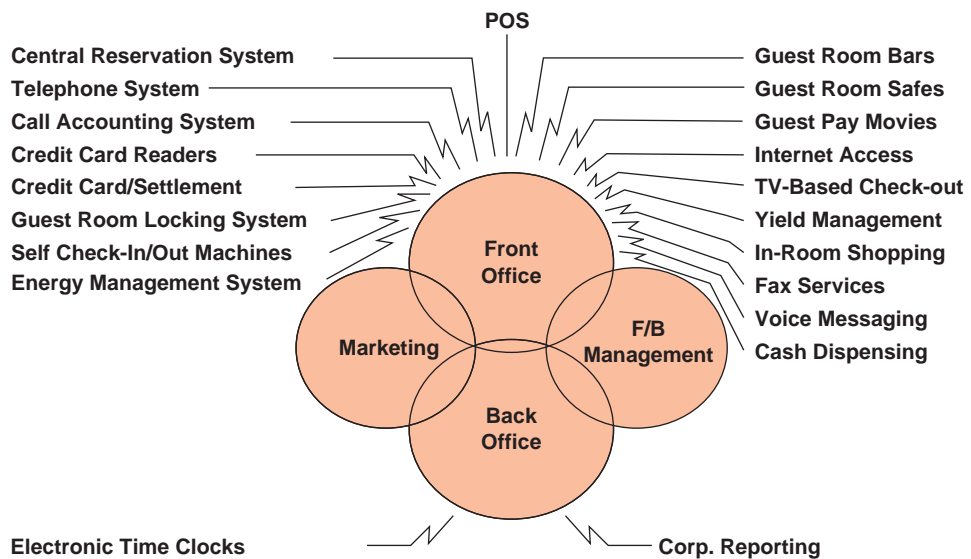 POS
Central Reservation System
Telephone System
Call Accounting System
Credit Card Readers
Credit Card/Settlement
Guest Room Locking System
Self Check-In/Out Machines
Energy Management System
Guest Room Bars
Guest Room Safes
Guest Pay Movies
Internet Access
TV-Based Check-out
Yield Management
In-Room Shopping
Fax Services
Voice Messaging
Cash Dispensing
Front
Office
Marketing
F/B
Management
Back
Office
Electronic Time Clocks
Corp. Reporting